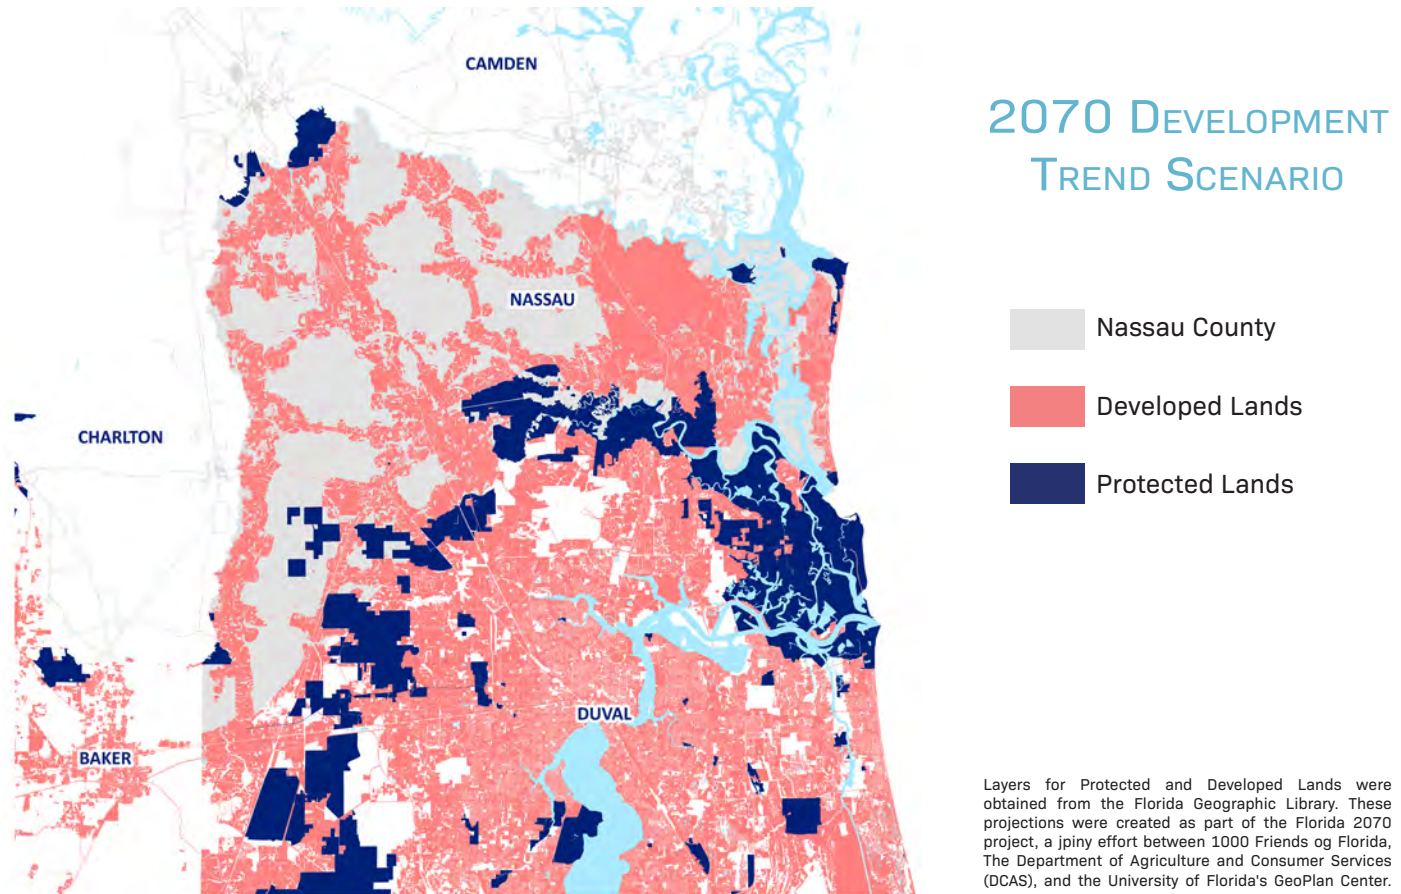 CAMDEN
2070 DEVELOPMENT
TREND SCENARIO
NASSAU
Nassau County
Developed Lands
CHARLTON
Protected Lands
DUVAL
BAKER
Layers for Protected and Developed Lands were
obtained from the Florida Geographic Library. These
projections were created as part of the Florida 2070
project, a jpiny effort between 1000 Friends og Florida,
The Department of Agriculture and Consumer Services
(DCAS), and the University of Florida's GeoPlan Center.